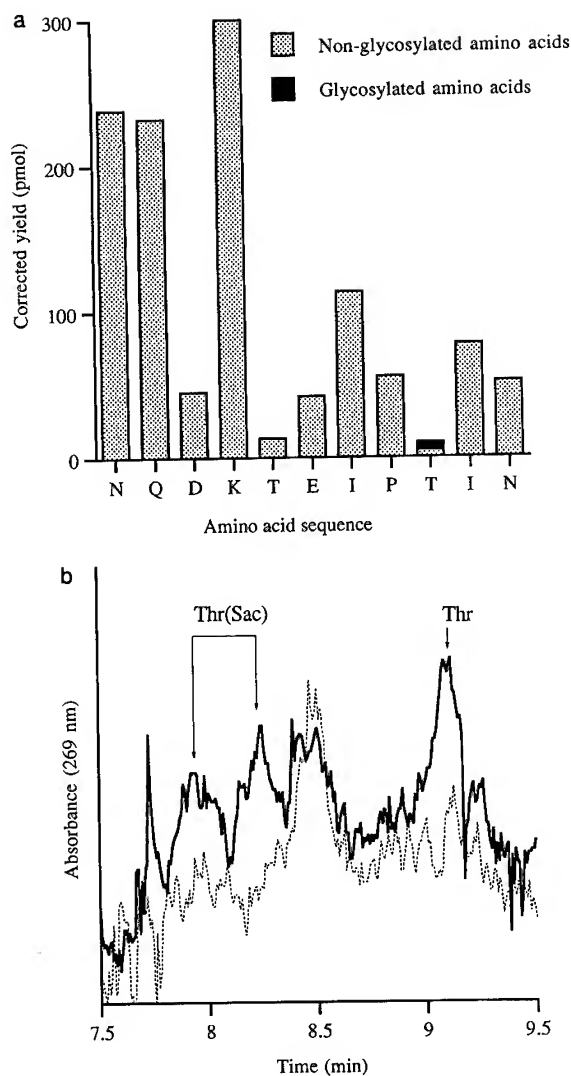 a
300
200
100
0
Corrected yield (pmol)
Non-glycosylated amino acids
Glycosylated amino acids
N Q D K T E I P T I N
Amino acid sequence
b
Thr(Sac)
Thr
Absorbance (269 nm)
7.5 8 8.5 9 9.5
Time (min)